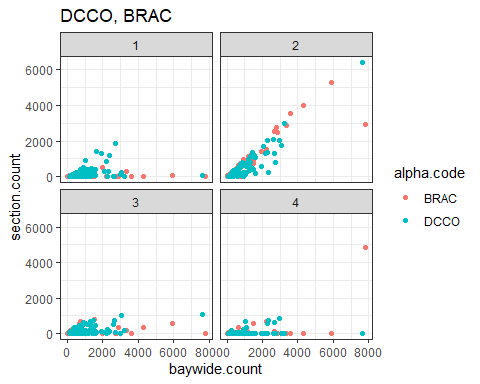 DCCO, BRAC
1 2
6000
4000
2000
0
3 4
6000
4000
2000
0
0 2000 4000 6000 8000 0 2000 4000 6000 8000
section.count
baywide.count
alpha.code
BRAC
DCCO